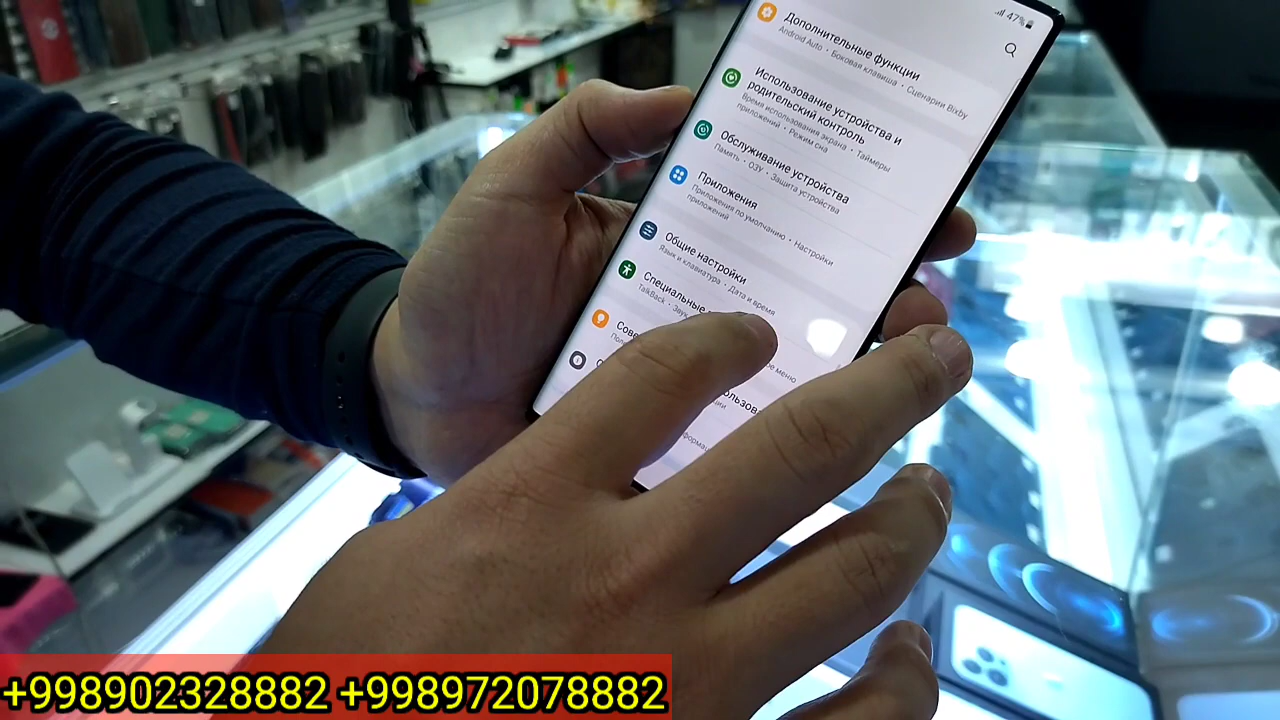 47%
Дополнительные функции
Android Auto • Боковая клавиша • Сценарии Bixby
Использование устройства и
родительский контроль
Время использования экрана • Таймеры
приложений • Режим сна
Обслуживание устройства
Память • ОЗУ • Защита устройства
Приложения
Приложения по умолчанию • Настройки
приложений
Общие настройки
Язык и клавиатура • Дата и время
Специальные
TalkBack •
меню
+998902328882 +998972078882